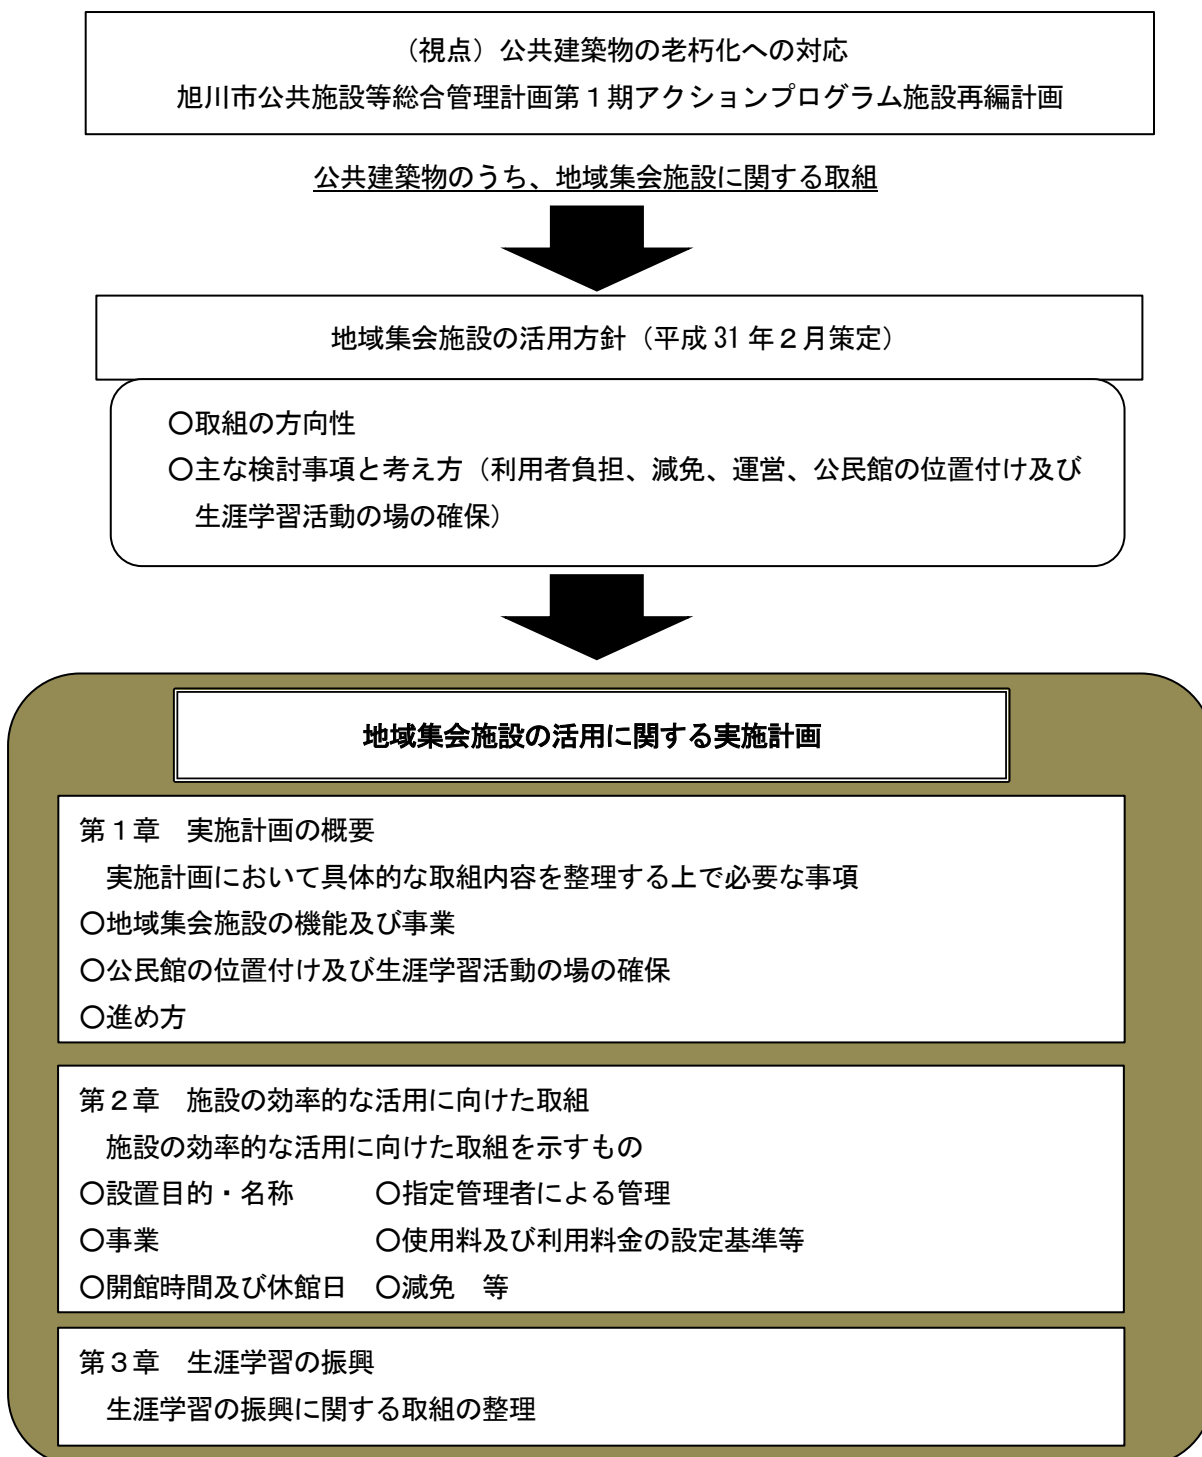 （視点）公共建築物の老朽化への対応
旭川市公共施設等総合管理計画第１期アクションプログラム施設再編計画
公共建築物のうち、地域集会施設に関する取組
地域集会施設の活用方針（平成 31 年２月策定）
○取組の方向性
○主な検討事項と考え方（利用者負担、減免、運営、公民館の位置付け及び
生涯学習活動の場の確保）
地域集会施設の活用に関する実施計画
第１章　実施計画の概要
実施計画において具体的な取組内容を整理する上で必要な事項
○地域集会施設の機能及び事業
○公民館の位置付け及び生涯学習活動の場の確保
○進め方
第２章　施設の効率的な活用に向けた取組
施設の効率的な活用に向けた取組を示すもの
○設置目的・名称　　　○指定管理者による管理
○事業　　　　　　　　○使用料及び利用料金の設定基準等
○開館時間及び休館日　○減免　等
第３章　生涯学習の振興
生涯学習の振興に関する取組の整理